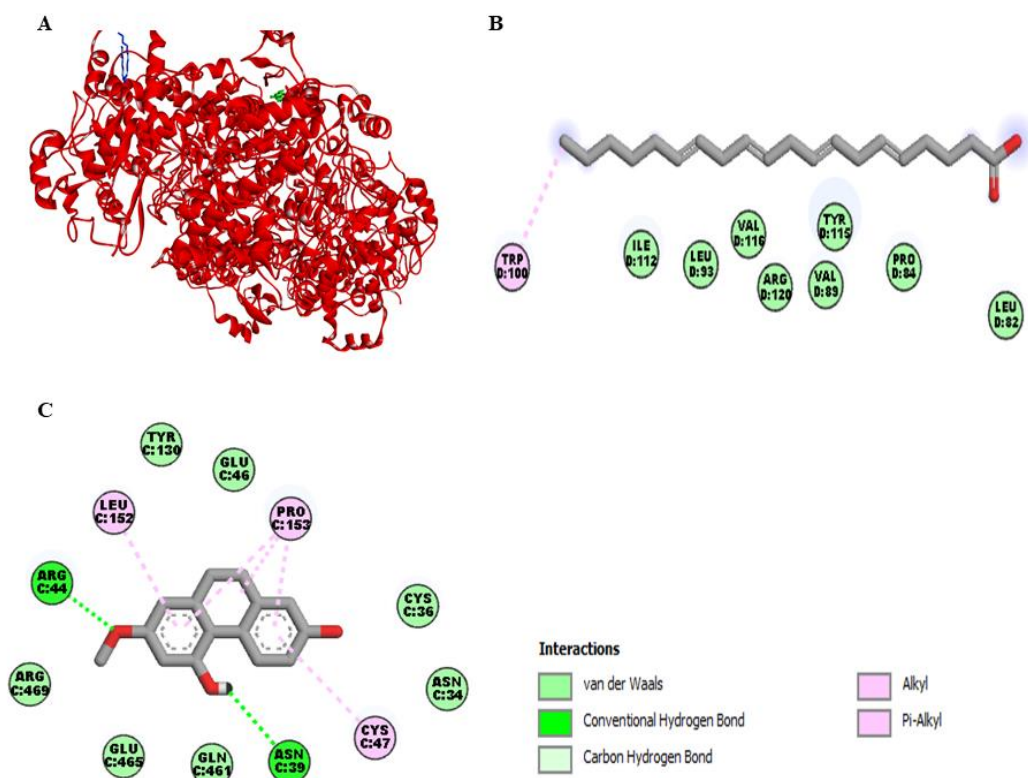 A
B
TRP
D:100
ILE
D:112
LEU
D:93
VAL
D:116
ARG
D:120
TYR
D:115
VAL
D:89
PRO
D:84
LEU
D:82
C
TYR
C:130
GLU
C:46
LEU
C:152
PRO
C:153
ARG
C:44
CYS
C:36
ARG
C:469
ASN
C:34
CYS
C:47
GLU
C:465
GLN
C:461
ASN
C:39
Interactions
van der Waals
Conventional Hydrogen Bond
Carbon Hydrogen Bond
Alkyl
Pi-Alkyl